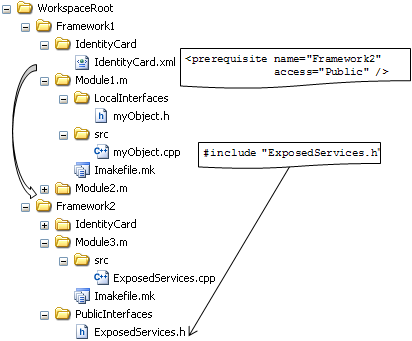 WorkspaceRoot
Framework1
IdentityCard
IdentityCard.xml
<prerequisite name="Framework2"
access="Public" />
Module1.m
LocalInterfaces
myObject.h
src
myObject.cpp
#include "ExposedServices.h"
Imakefile.mk
Module2.m
Framework2
IdentityCard
Module3.m
src
ExposedServices.cpp
Imakefile.mk
PublicInterfaces
ExposedServices.h